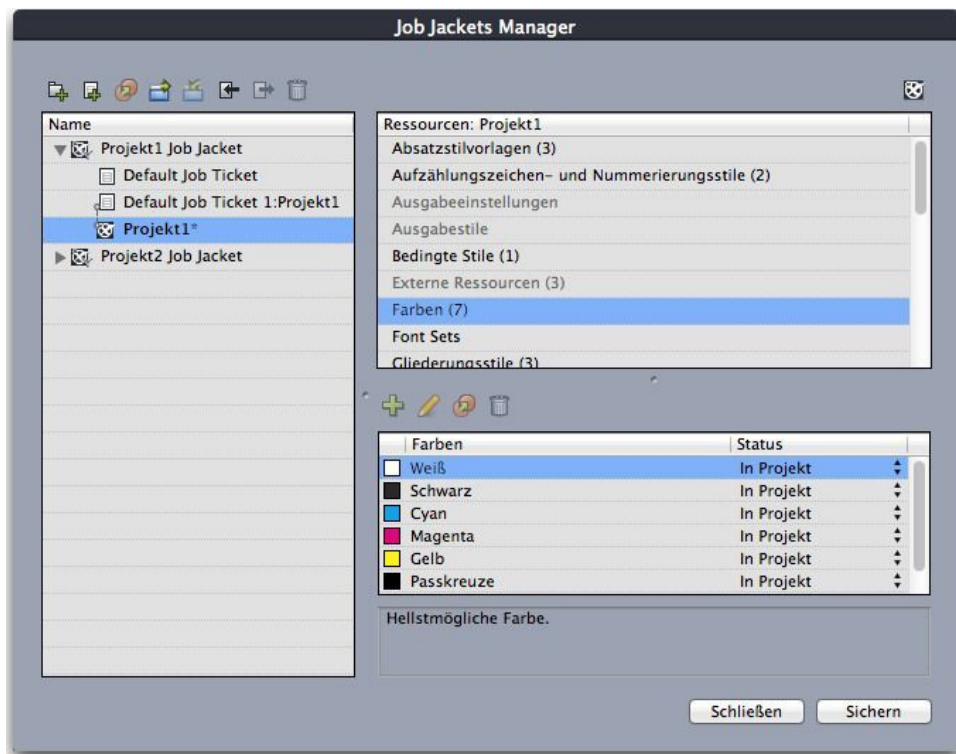 Job Jackets Manager
Name
Projekt1 Job Jacket
Default Job Ticket
Default Job Ticket 1:Projekt1
Projekt1*
Projekt2 Job Jacket
Ressourcen: Projekt1
Absatzstilvorlagen (3)
Aufzählungszeichen- und Nummerierungsstile (2)
Ausgabeeinstellungen
Ausgabestile
Bedingte Stile (1)
Externe Ressourcen (3)
Farben (7)
Font Sets
Gliederungsstile (3)
Farben Status
Weiß In Projekt
Schwarz In Projekt
Cyan In Projekt
Magenta In Projekt
Gelb In Projekt
Passkreuze In Projekt
Hellstmögliche Farbe.
Schließen Sichern